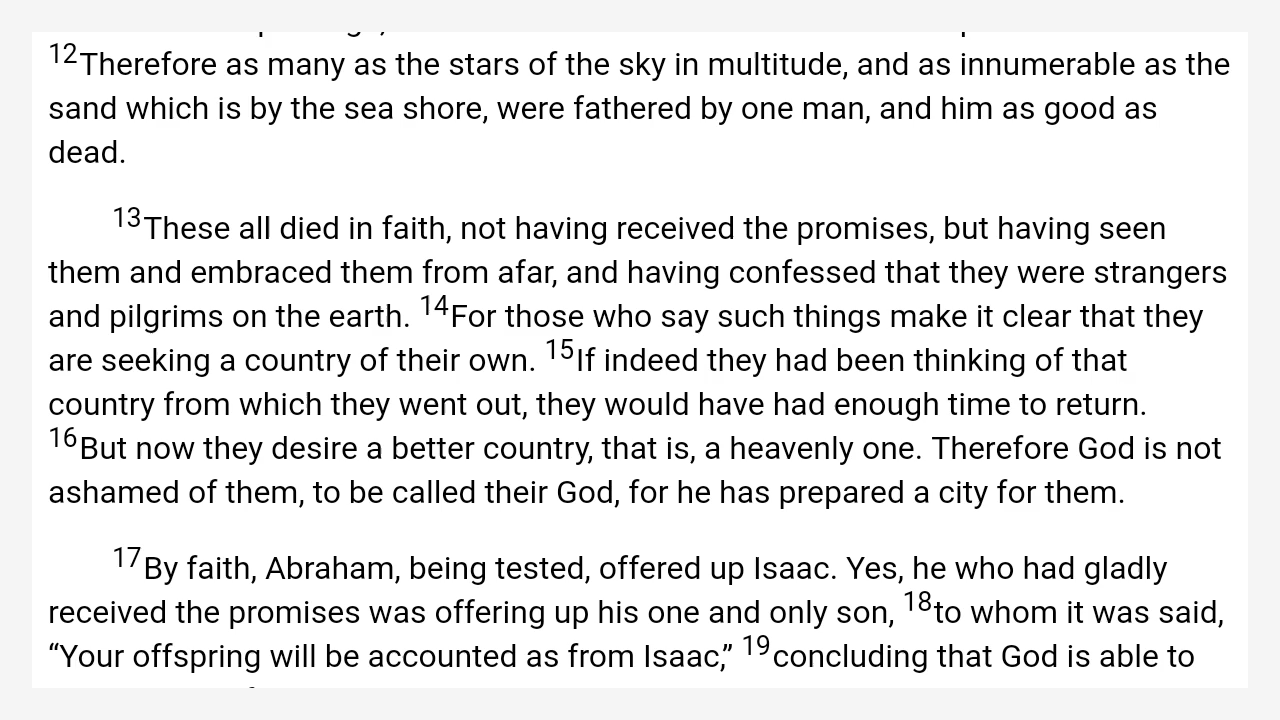 12Therefore as many as the stars of the sky in multitude, and as innumerable as the
sand which is by the sea shore, were fathered by one man, and him as good as
dead.
13These all died in faith, not having received the promises, but having seen
them and embraced them from afar, and having confessed that they were strangers
and pilgrims on the earth. 14For those who say such things make it clear that they
are seeking a country of their own. 15If indeed they had been thinking of that
country from which they went out, they would have had enough time to return.
16But now they desire a better country, that is, a heavenly one. Therefore God is not
ashamed of them, to be called their God, for he has prepared a city for them.
17By faith, Abraham, being tested, offered up Isaac. Yes, he who had gladly
received the promises was offering up his one and only son, 18to whom it was said,
“Your offspring will be accounted as from Isaac,” 19concluding that God is able to